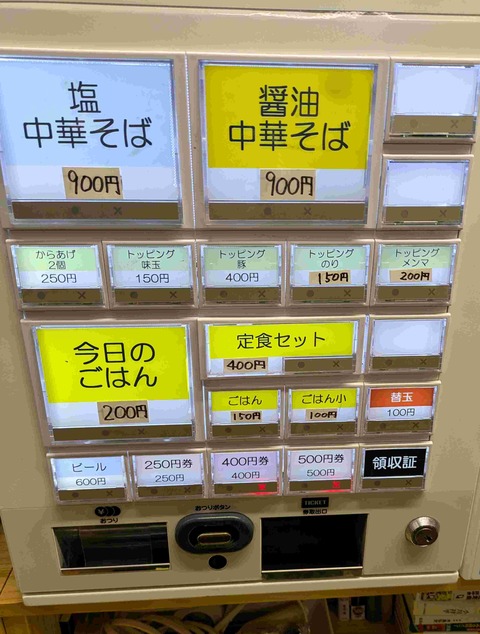 塩
中華そば
900円
醤油
中華そば
900円
からあげ
2個
250円
トッピング
味玉
150円
トッピング
豚
400円
トッピング
のり
150円
トッピング
メンマ
200円
今日の
ごはん
200円
定食セット
400円
ごはん
150円
ごはん小
100円
替玉
100円
ビール
600円
250円券
250円
400円券
400円
500円券
500円
領収証
おつり
おつりボタン
TICKET
券取出口